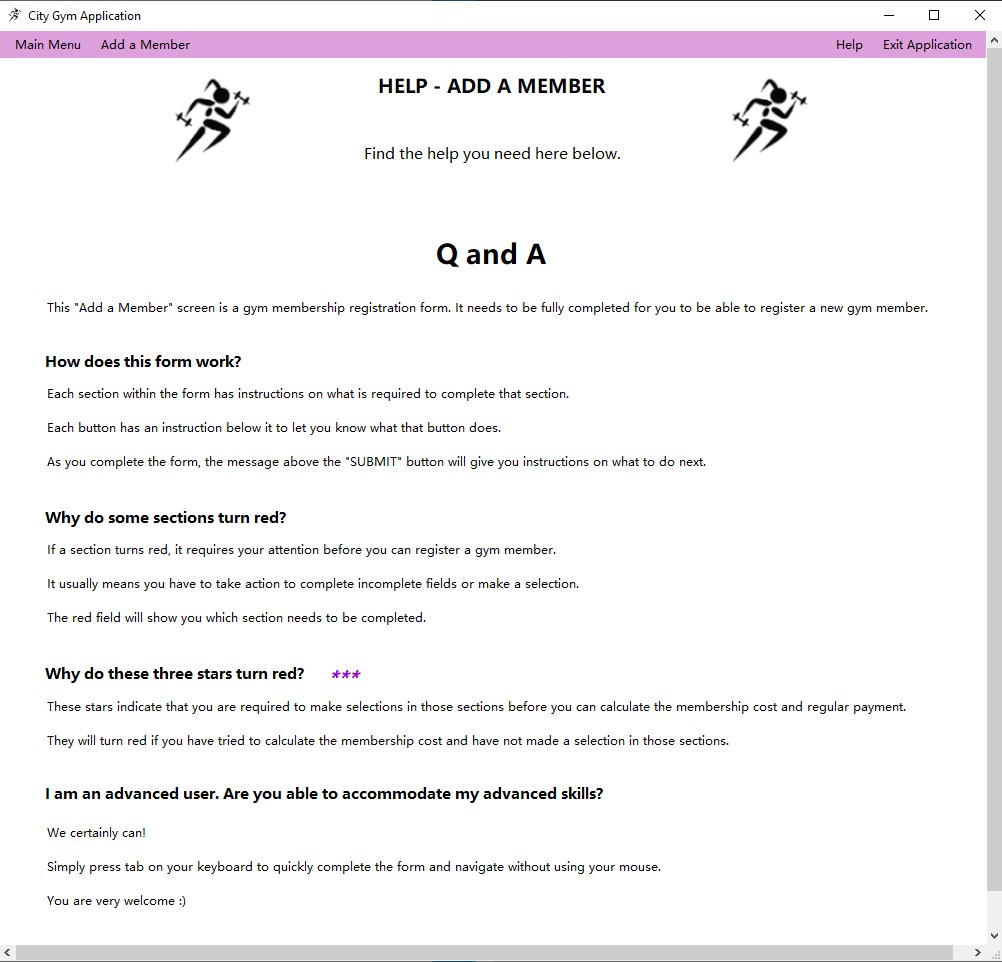 City Gym Application
Main Menu Add a Member Help Exit Application
HELP - ADD A MEMBER
Find the help you need here below.
Q and A
This "Add a Member" screen is a gym membership registration form. It needs to be fully completed for you to be able to register a new gym member.
How does this form work?
Each section within the form has instructions on what is required to complete that section.
Each button has an instruction below it to let you know what that button does.
As you complete the form, the message above the "SUBMIT" button will give you instructions on what to do next.
Why do some sections turn red?
If a section turns red, it requires your attention before you can register a gym member.
It usually means you have to take action to complete incomplete fields or make a selection.
The red field will show you which section needs to be completed.
Why do these three stars turn red? ***
These stars indicate that you are required to make selections in those sections before you can calculate the membership cost and regular payment.
They will turn red if you have tried to calculate the membership cost and have not made a selection in those sections.
I am an advanced user. Are you able to accommodate my advanced skills?
We certainly can!
Simply press tab on your keyboard to quickly complete the form and navigate without using your mouse.
You are very welcome :)